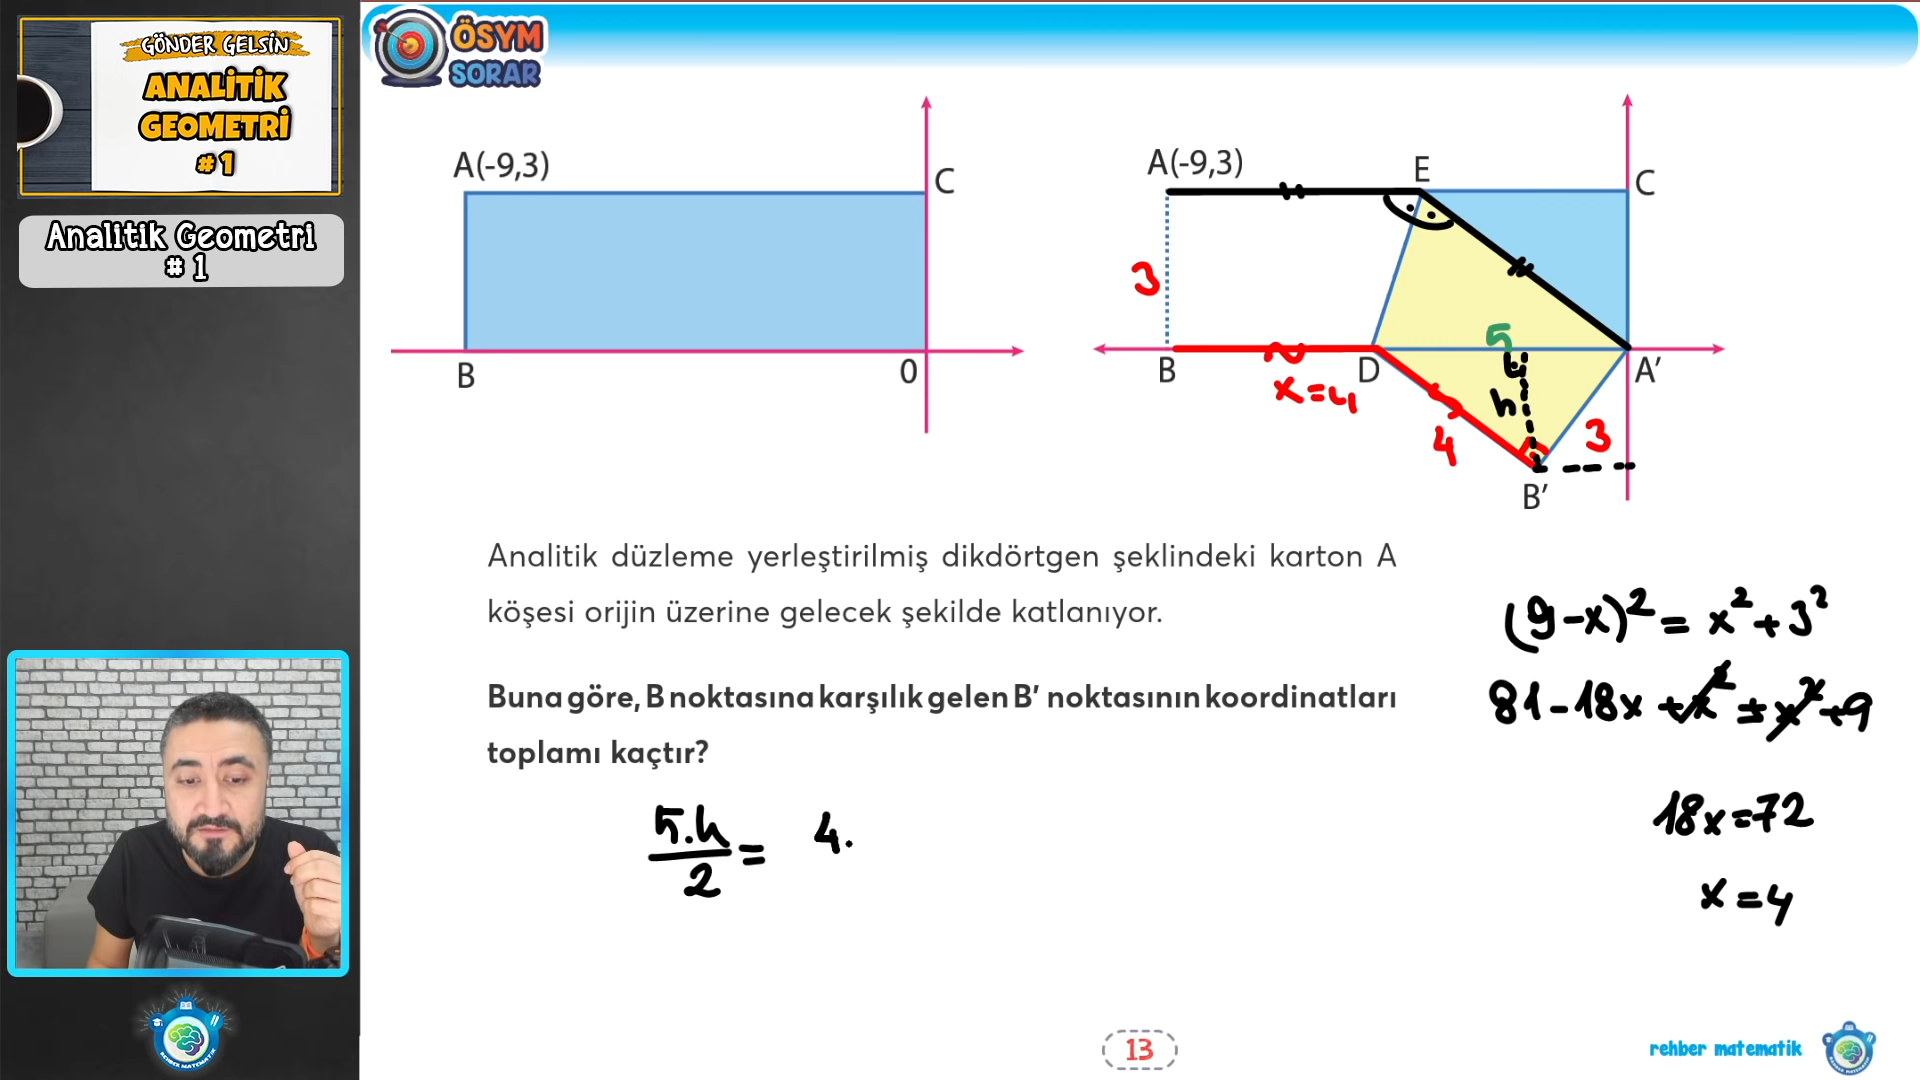 GÖNDER GELSİN
ANALİTİK
GEOMETRİ
#1
Analitik Geometri
#1
ÖSYM
SORAR
A(-9,3)
C
B
0
A(-9,3)
E
C
3
5
B
D
A'
x=4
h
4
3
B'
Analitik düzleme yerleştirilmiş dikdörtgen şeklindeki karton A
köşesi orijin üzerine gelecek şekilde katlanıyor.
Buna göre, B noktasına karşılık gelen B' noktasının koordinatları
toplamı kaçtır?
(9-x)² = x²+3²
81-18x+x² = x²+9
18x=72
x=4
5.h/2 = 4.
13
rehber matematik
REHBER MATEMATİK